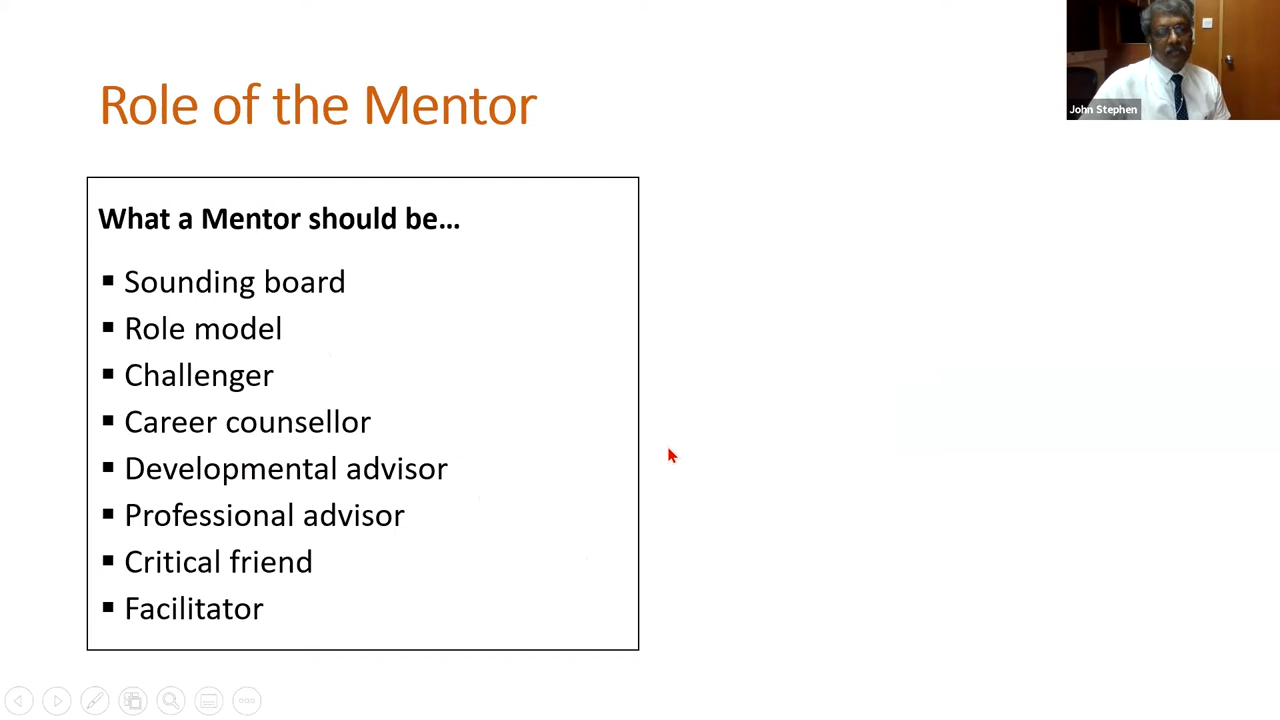 Role of the Mentor
John Stephen
What a Mentor should be...
▪ Sounding board
▪ Role model
▪ Challenger
▪ Career counsellor
▪ Developmental advisor
▪ Professional advisor
▪ Critical friend
▪ Facilitator